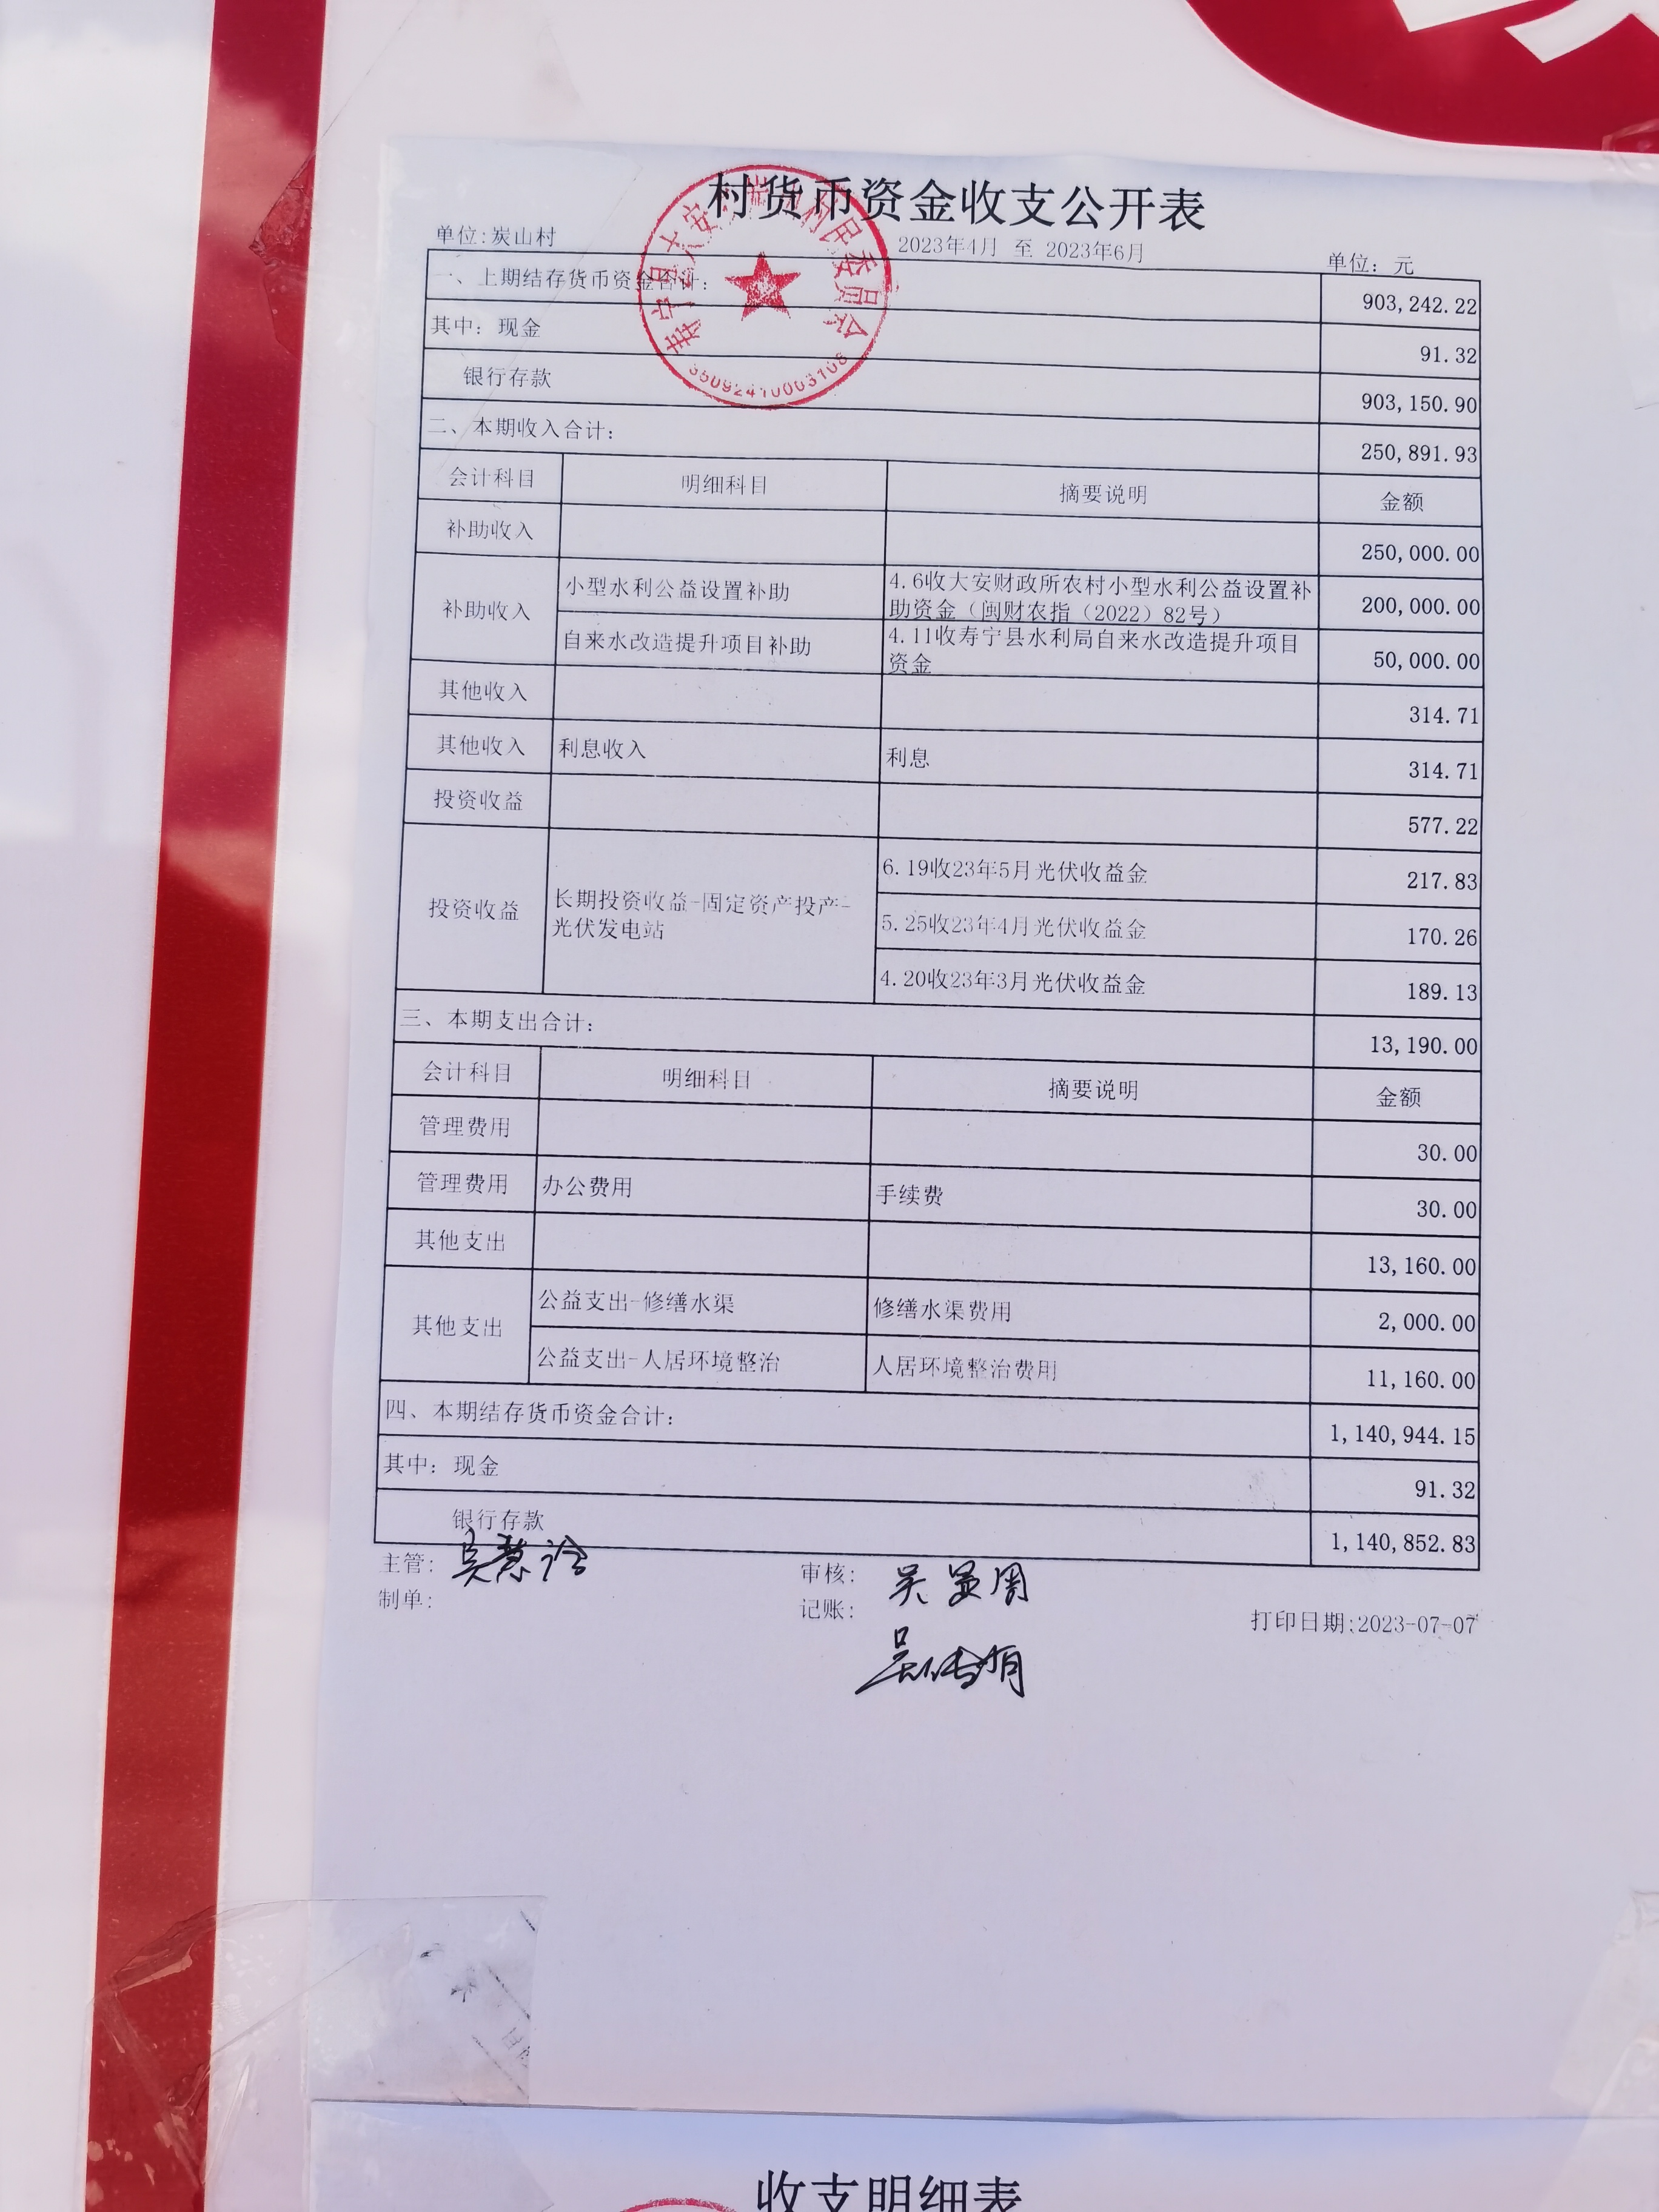 村货币资金收支公开表
单位:炭山村
2023年4月 至 2023年6月
单位：元
一、上期结存货币资金合计：
903,242.22
其中：现金
91.32
银行存款
903,150.90
二、本期收入合计：
250,891.93
会计科目 明细科目 摘要说明 金额
补助收入 250,000.00
补助收入
小型水利公益设置补助
4.6收大安财政所农村小型水利公益设置补
助资金（闽财农指（2022）82号）
200,000.00
自来水改造提升项目补助
4.11收寿宁县水利局自来水改造提升项目
资金
50,000.00
其他收入 314.71
其他收入 利息收入 利息 314.71
投资收益 577.22
投资收益
长期投资收益-固定资产投产-
光伏发电站
6.19收23年5月光伏收益金 217.83
5.25收23年4月光伏收益金 170.26
4.20收23年3月光伏收益金 189.13
三、本期支出合计：
13,190.00
会计科目 明细科目 摘要说明 金额
管理费用 30.00
管理费用 办公费用 手续费 30.00
其他支出 13,160.00
其他支出
公益支出-修缮水渠 修缮水渠费用 2,000.00
公益支出-人居环境整治 人居环境整治费用 11,160.00
四、本期结存货币资金合计：
1,140,944.15
其中：现金
91.32
银行存款
1,140,852.83
主管：
审核：
制单：
记账：
打印日期:2023-07-07
收支明细表